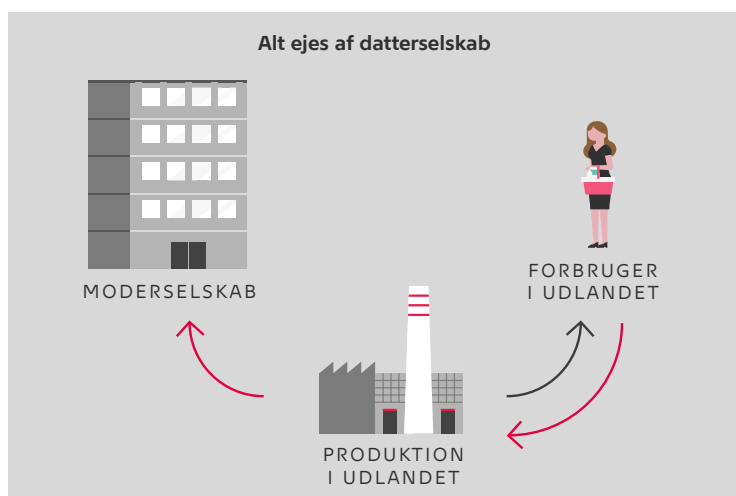 Alt ejes af datterselskab
MODERSELSKAB
FORBRUGER
I UDLANDET
PRODUKTION
I UDLANDET